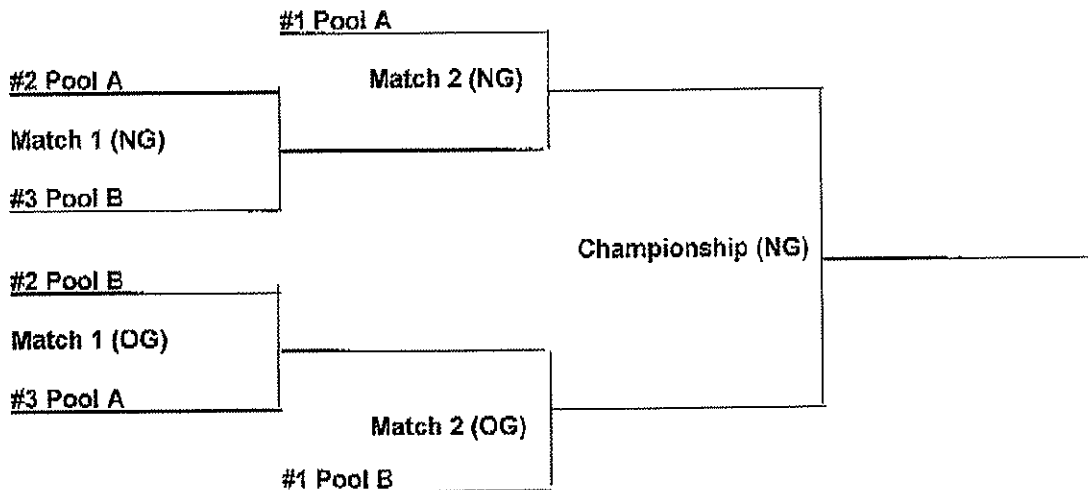 #1 Pool A
#2 Pool A
Match 2 (NG)
Match 1 (NG)
#3 Pool B
Championship (NG)
#2 Pool B
Match 1 (OG)
#3 Pool A
Match 2 (OG)
#1 Pool B